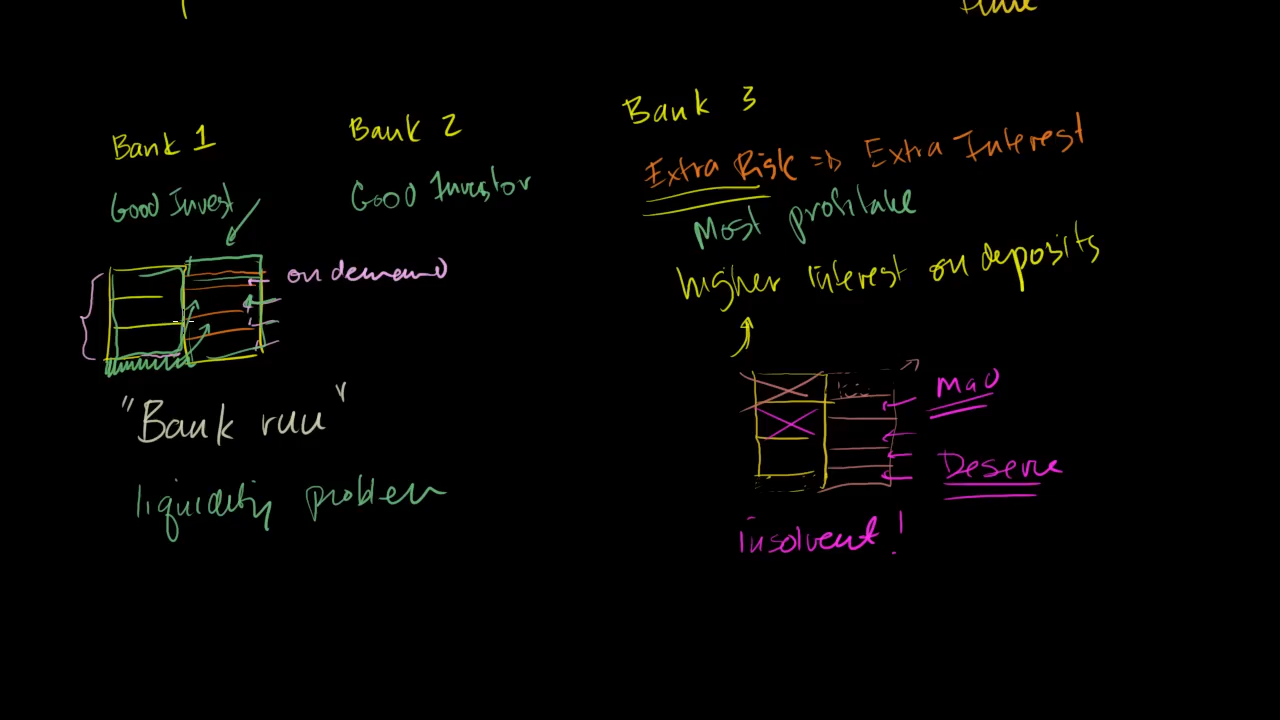 time
Bank 1
Good Invest
on demand
"Bank run"
liquidity problem
Bank 2
Good Investor
Bank 3
Extra Risk => Extra Interest
Most profitable
higher interest on deposits
Mad
Deserve
insolvent!